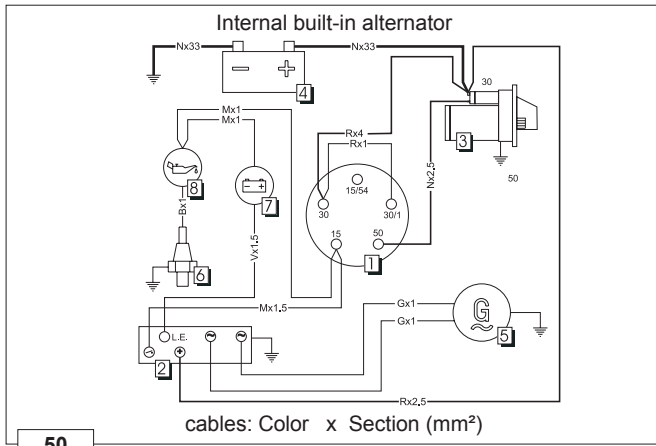 Internal built-in alternator
Nx33
Nx33
4
30
Mx1
Mx1
Rx4
Rx1
3
Nx2.5
50
8
7
15/54
30
30/1
15
50
1
Bx1
Vx1.5
6
Mx1.5
Gx1
Gx1
G
5
L.E.
2
Rx2.5
cables: Color x Section (mm²)
50